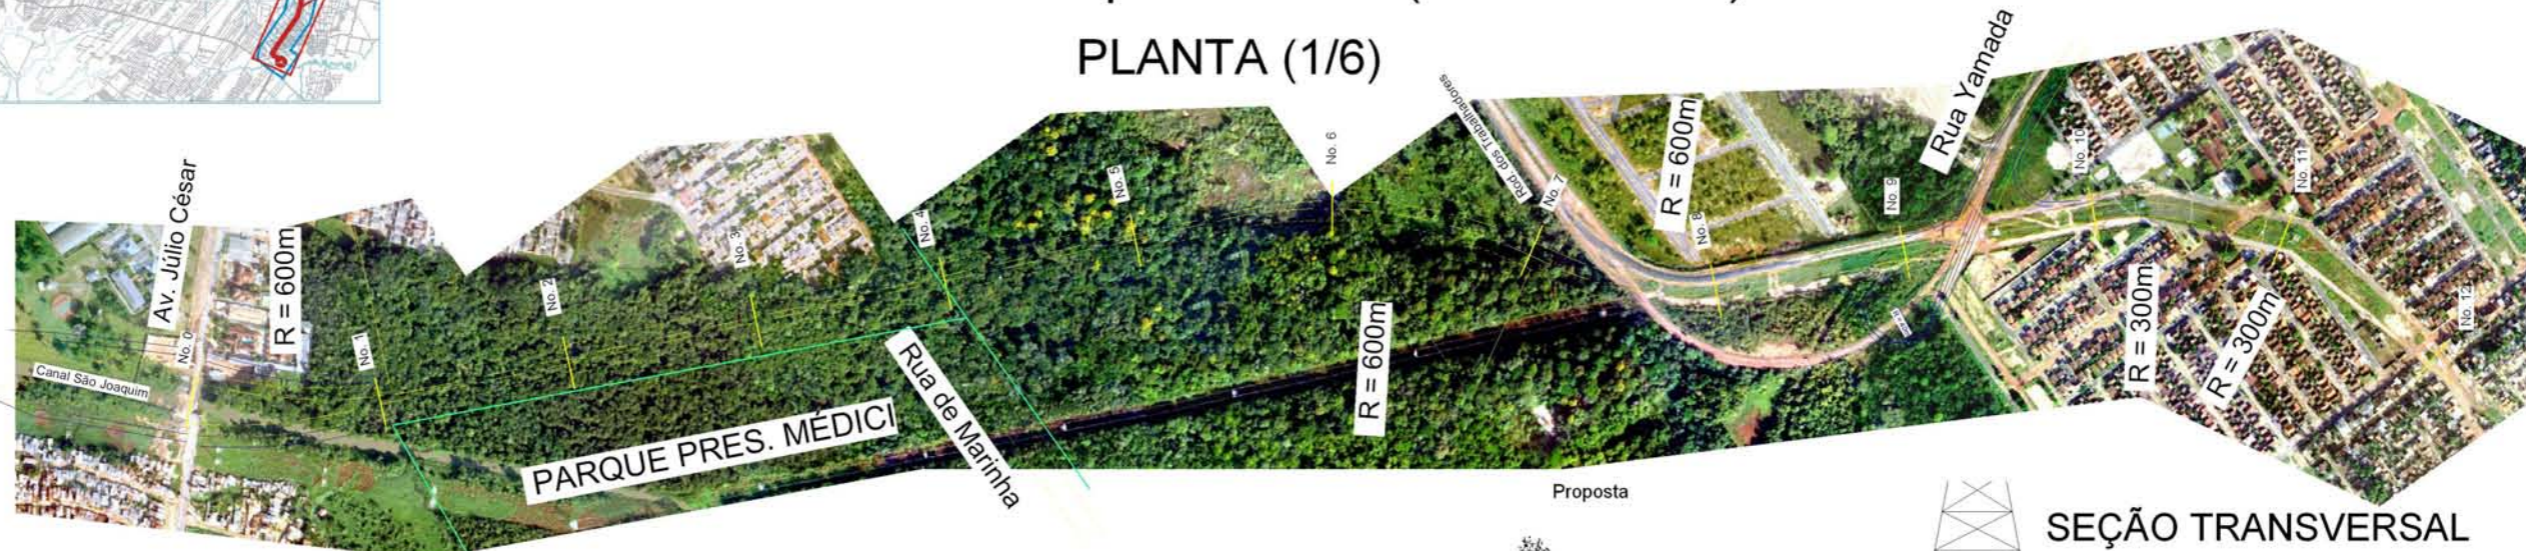 PLANTA (1/6)
Av. Júlio César
No. 0
R = 600m
Canal São Joaquim
No. 1
No. 2
No. 3
No. 4
PARQUE PRES. MÉDICI
Rua de Marinha
No. 5
No. 6
R = 600m
Rod. dos Trabalhadores
No. 7
R = 600m
No. 8
No. 9
Rua Yamada
No. 10
No. 11
R = 300m
R = 300m
No. 12
Proposta
SEÇÃO TRANSVERSAL